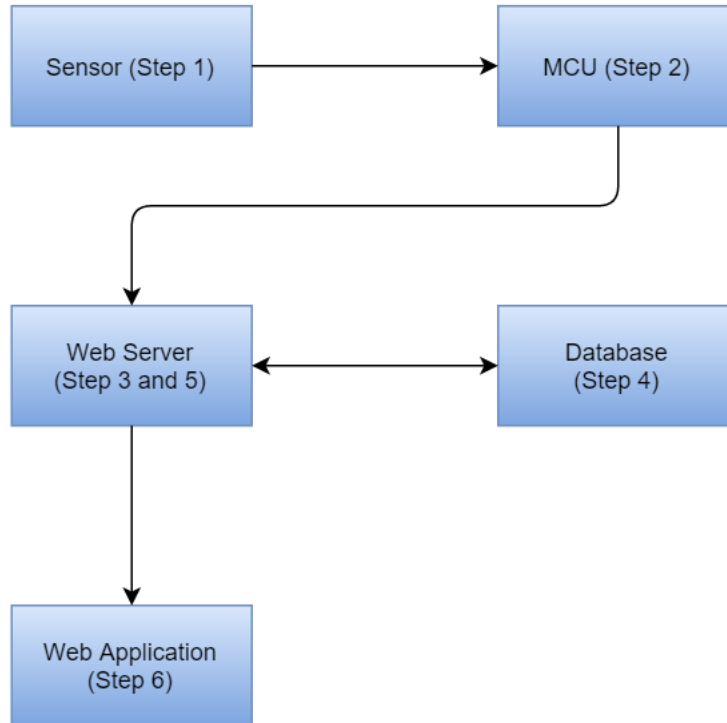 Sensor (Step 1)
MCU (Step 2)
Web Server
(Step 3 and 5)
Database
(Step 4)
Web Application
(Step 6)